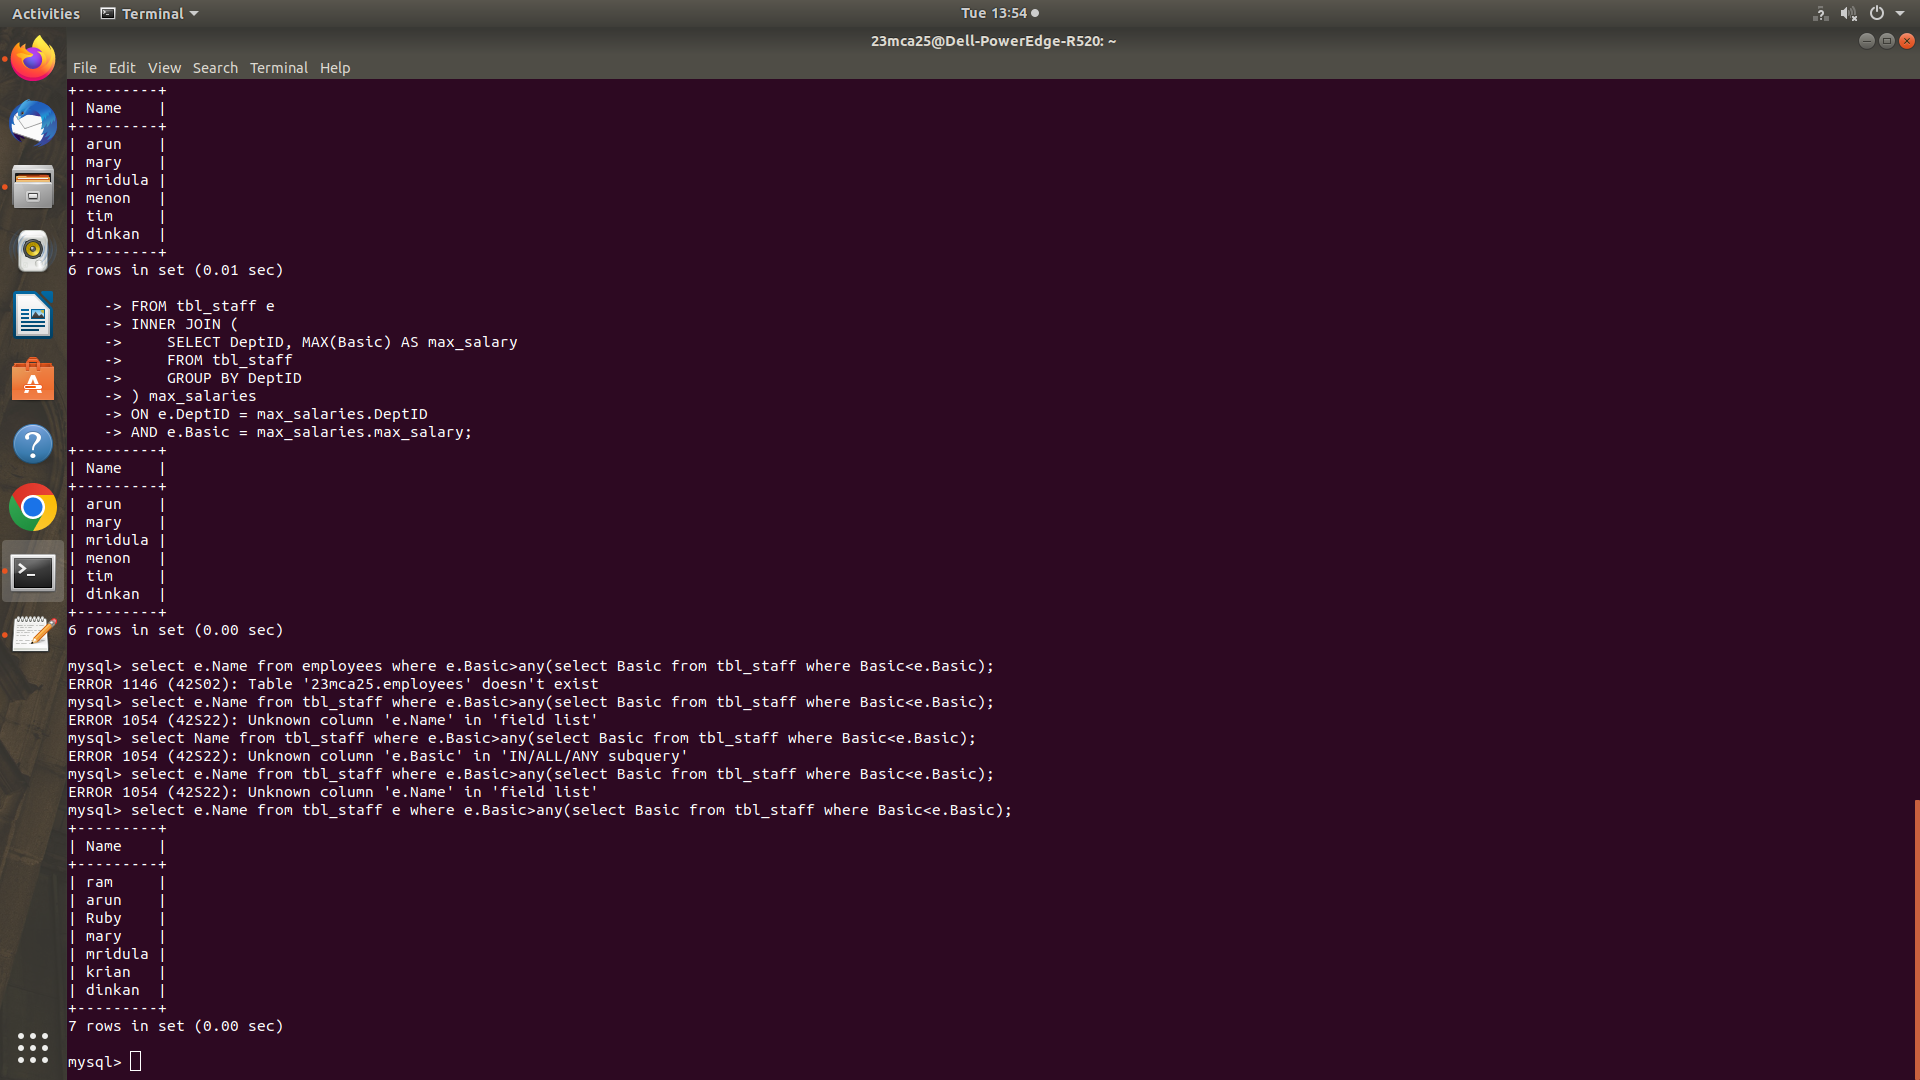 Activities Terminal Tue 13:54
23mca25@Dell-PowerEdge-R520: ~
File Edit View Search Terminal Help
+---------+
| Name    |
+---------+
| arun    |
| mary    |
| mridula |
| menon   |
| tim     |
| dinkan  |
+---------+
6 rows in set (0.01 sec)

    -> FROM tbl_staff e
    -> INNER JOIN (
    ->     SELECT DeptID, MAX(Basic) AS max_salary
    ->     FROM tbl_staff
    ->     GROUP BY DeptID
    -> ) max_salaries
    -> ON e.DeptID = max_salaries.DeptID
    -> AND e.Basic = max_salaries.max_salary;
+---------+
| Name    |
+---------+
| arun    |
| mary    |
| mridula |
| menon   |
| tim     |
| dinkan  |
+---------+
6 rows in set (0.00 sec)

mysql> select e.Name from employees where e.Basic>any(select Basic from tbl_staff where Basic<e.Basic);
ERROR 1146 (42S02): Table '23mca25.employees' doesn't exist
mysql> select e.Name from tbl_staff where e.Basic>any(select Basic from tbl_staff where Basic<e.Basic);
ERROR 1054 (42S22): Unknown column 'e.Name' in 'field list'
mysql> select Name from tbl_staff where e.Basic>any(select Basic from tbl_staff where Basic<e.Basic);
ERROR 1054 (42S22): Unknown column 'e.Basic' in 'IN/ALL/ANY subquery'
mysql> select e.Name from tbl_staff where e.Basic>any(select Basic from tbl_staff where Basic<e.Basic);
ERROR 1054 (42S22): Unknown column 'e.Name' in 'field list'
mysql> select e.Name from tbl_staff e where e.Basic>any(select Basic from tbl_staff where Basic<e.Basic);
+---------+
| Name    |
+---------+
| ram     |
| arun    |
| Ruby    |
| mary    |
| mridula |
| krian   |
| dinkan  |
+---------+
7 rows in set (0.00 sec)

mysql>